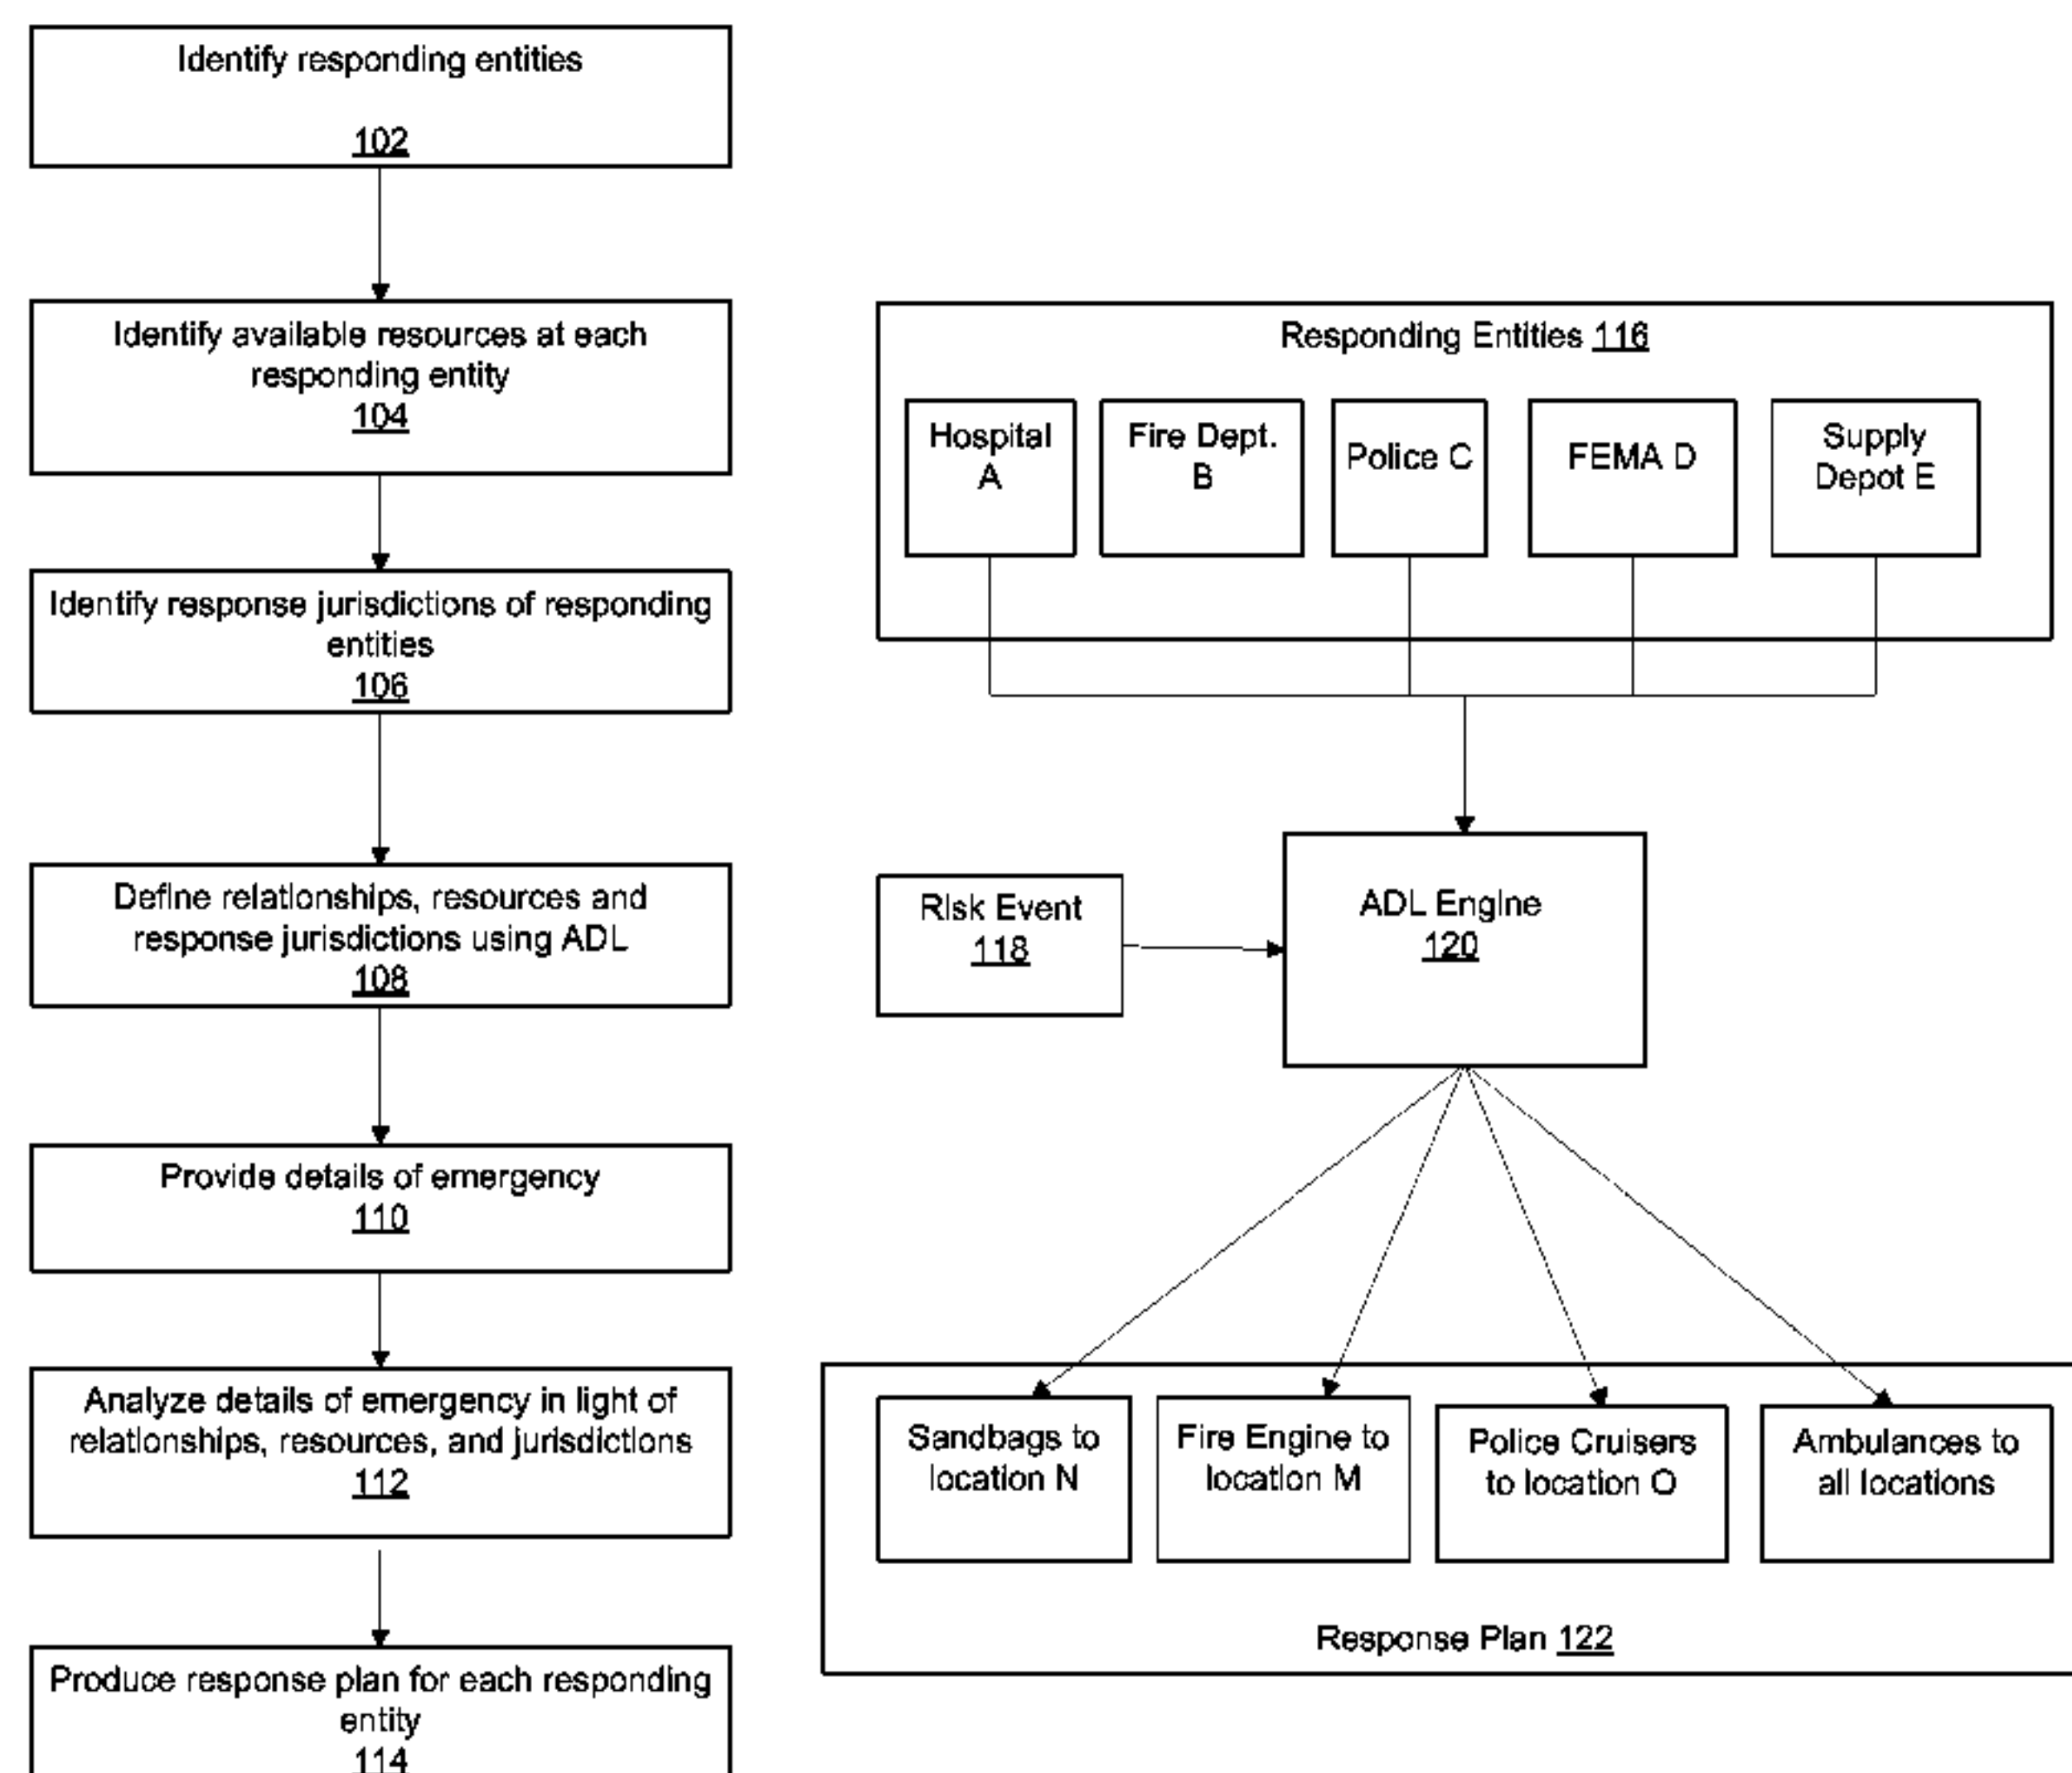 Identify responding entities
102
Identify available resources at each
responding entity
104
Identify response jurisdictions of responding
entities
106
Define relationships, resources and
response jurisdictions using ADL
108
Provide details of emergency
110
Analyze details of emergency in light of
relationships, resources, and jurisdictions
112
Produce response plan for each responding
entity
114
Responding Entities 116
Hospital
A
Fire Dept.
B
Police C
FEMA D
Supply
Depot E
Risk Event
118
ADL Engine
120
Sandbags to
location N
Fire Engine to
location M
Police Cruisers
to location O
Ambulances to
all locations
Response Plan 122